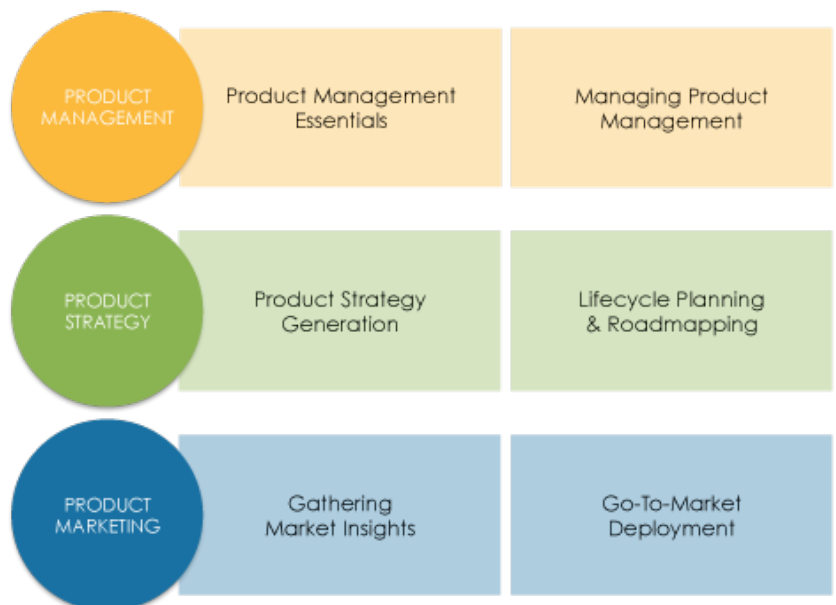 PRODUCT
MANAGEMENT
Product Management
Essentials
Managing Product
Management
PRODUCT
STRATEGY
Product Strategy
Generation
Lifecycle Planning
& Roadmapping
PRODUCT
MARKETING
Gathering
Market Insights
Go-To-Market
Deployment